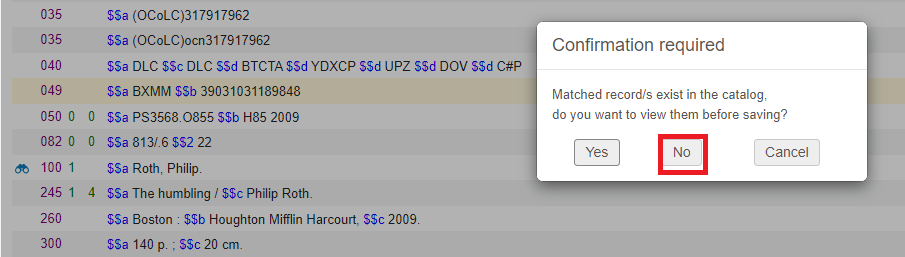 035 $$a (OCoLC)317917962
035 $$a (OCoLC)ocn317917962
040 $$a DLC $$c DLC $$d BTCTA $$d YDXCP $$d UPZ $$d DOV $$d C#P
049 $$a BXMM $$b 39031031189848
050 0 0 $$a PS3568.O855 $$b H85 2009
082 0 0 $$a 813/.6 $$2 22
100 1 $$a Roth, Philip.
245 1 4 $$a The humbling / $$c Philip Roth.
260 $$a Boston : $$b Houghton Mifflin Harcourt, $$c 2009.
300 $$a 140 p. ; $$c 20 cm.
Confirmation required
Matched record/s exist in the catalog,
do you want to view them before saving?
Yes No Cancel